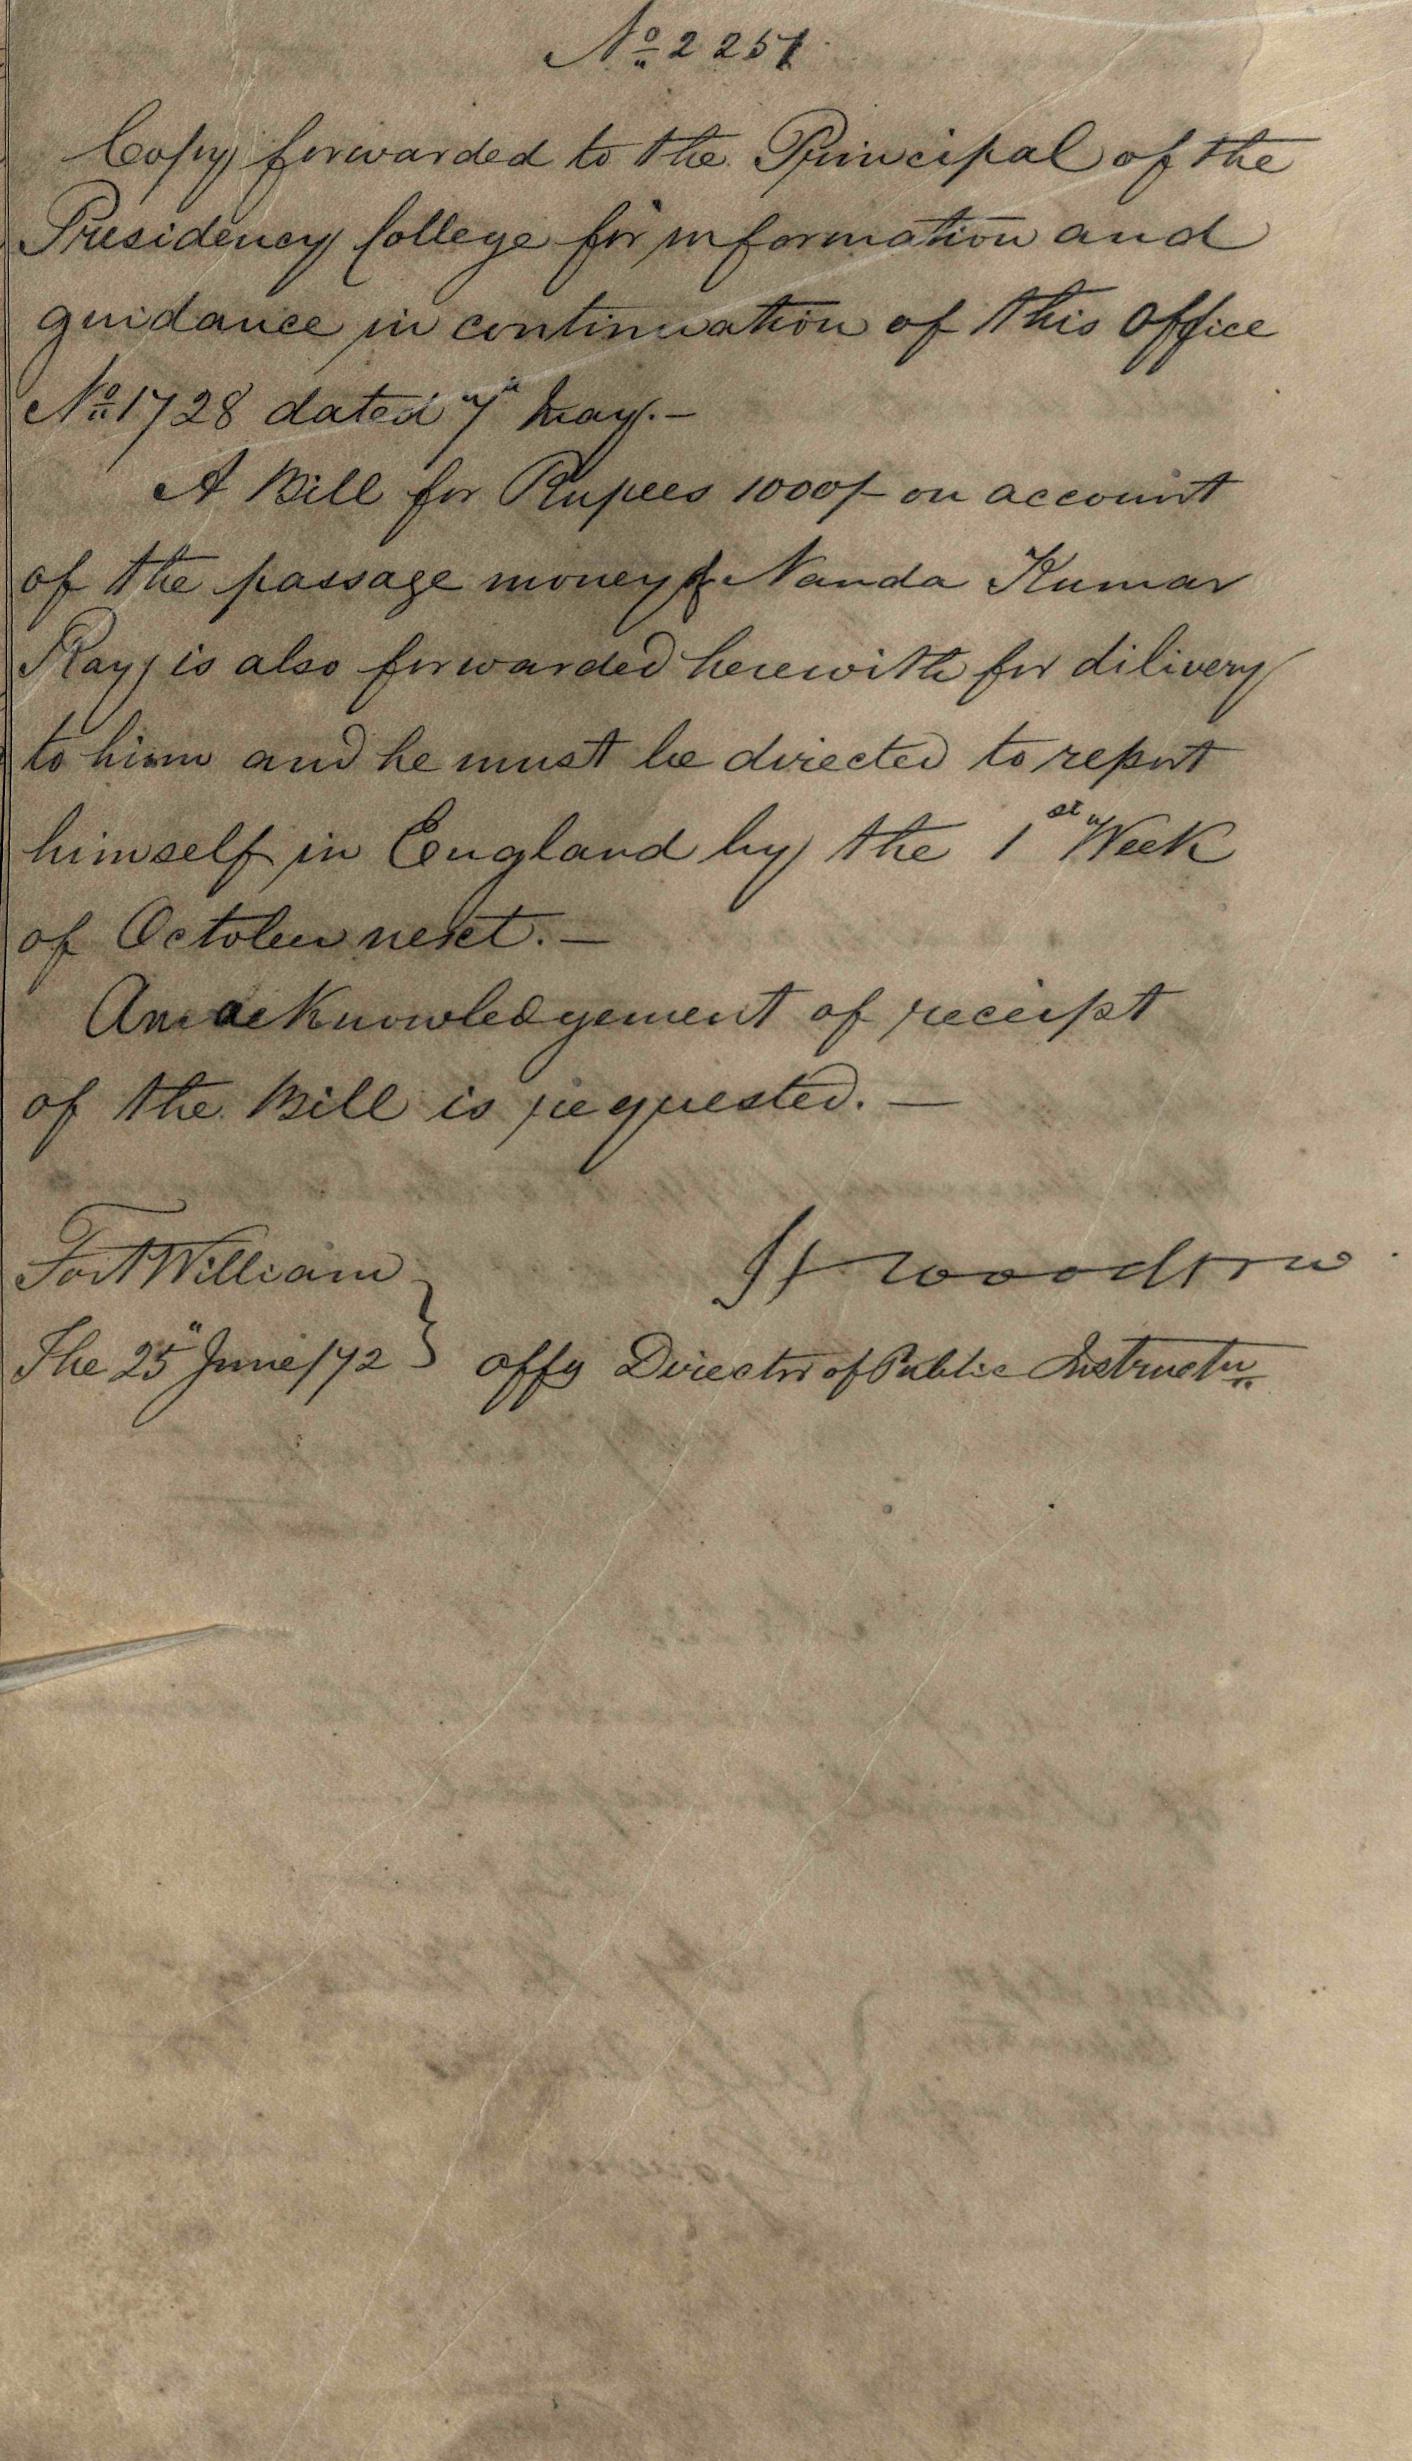 No 2251
Copy forwarded to the Principal of the
Presidency College for information and
guidance in continuation of this Office
No 1728 dated 7th May.—
A Bill for Rupees 1000/- on account
of the passage money of Nanda Kumar
Ray, is also forwarded herewith for dilivery
to him and he must be directed to report
himself in England by the 1st Week
of October next.—
An acknowledgement of receipt
of the Bill is requested.—
Fort William
The 25" June/72
H Woodrow
Offg Director of Public Instructn